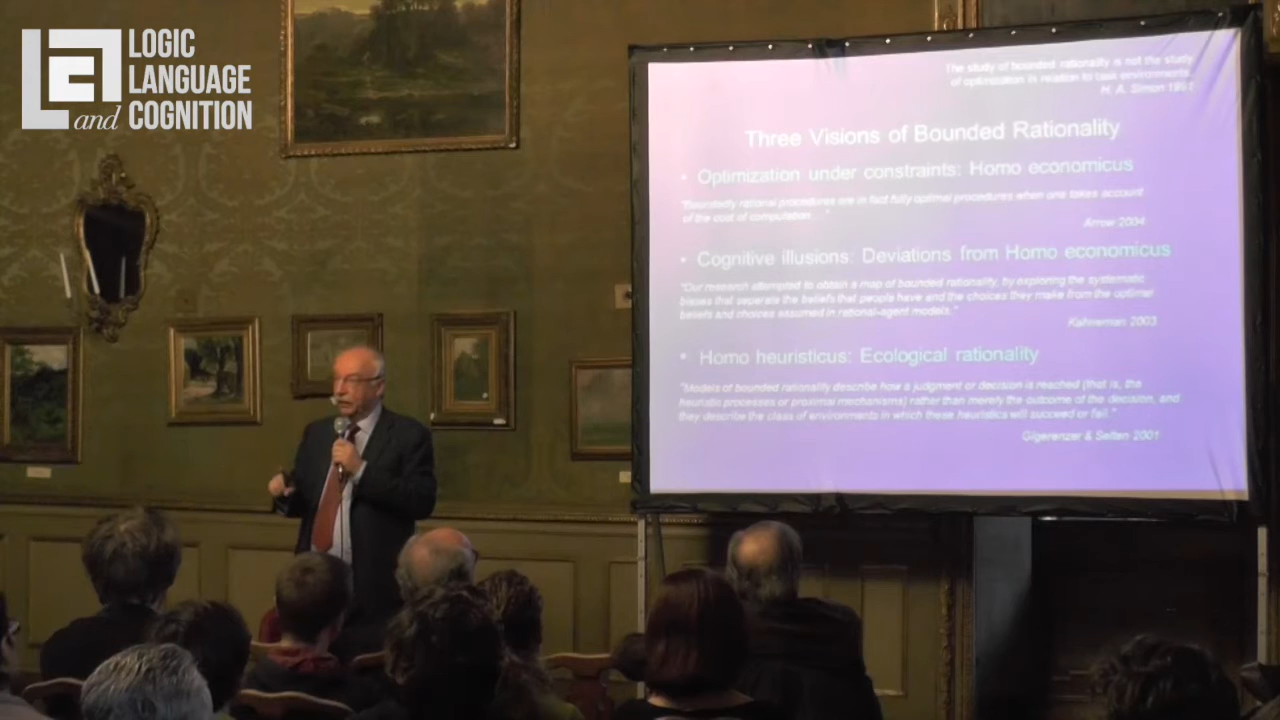 LOGIC
LANGUAGE
and COGNITION
The study of bounded rationality is not the study
of optimization in relation to task environments.
H. A. Simon
Three Visions of Bounded Rationality
• Optimization under constraints: Homo economicus
"Boundedly rational procedures are in fact fully optimal procedures when one takes account
of the cost of computation
Arrow 2004
• Cognitive illusions: Deviations from Homo economicus
"Our research attempted to obtain a map of bounded rationality, by exploring the systematic
biases that separate the beliefs that people have and the choices they make from the optimal
beliefs and choices assumed in rational-agent models."
Kahneman 2003
• Homo heuristicus: Ecological rationality
"Models of bounded rationality describe how a judgment or decision is reached (that is, the
heuristic processes or proximal mechanisms) rather than merely the outcome of the decision, and
they describe the class of environments in which these heuristics will succeed or fail."
Gigerenzer & Selten 2001